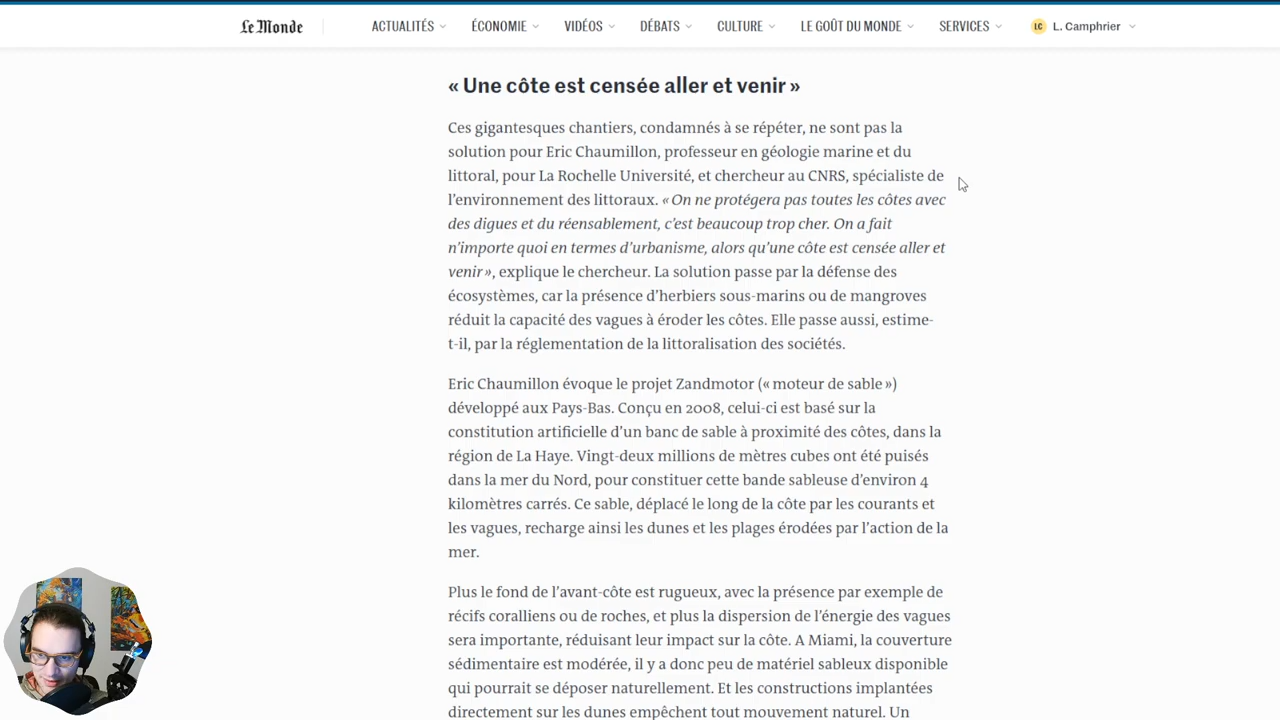 Le Monde
ACTUALITÉS
ÉCONOMIE
VIDÉOS
DÉBATS
CULTURE
LE GOÛT DU MONDE
SERVICES
LC
L. Camphrier
« Une côte est censée aller et venir »
Ces gigantesques chantiers, condamnés à se répéter, ne sont pas la
solution pour Eric Chaumillon, professeur en géologie marine et du
littoral, pour La Rochelle Université, et chercheur au CNRS, spécialiste de
l’environnement des littoraux. « On ne protégera pas toutes les côtes avec
des digues et du réensablement, c’est beaucoup trop cher. On a fait
n’importe quoi en termes d’urbanisme, alors qu’une côte est censée aller et
venir », explique le chercheur. La solution passe par la défense des
écosystèmes, car la présence d’herbiers sous-marins ou de mangroves
réduit la capacité des vagues à éroder les côtes. Elle passe aussi, estime-
t-il, par la réglementation de la littoralisation des sociétés.
Eric Chaumillon évoque le projet Zandmotor (« moteur de sable »)
développé aux Pays-Bas. Conçu en 2008, celui-ci est basé sur la
constitution artificielle d’un banc de sable à proximité des côtes, dans la
région de La Haye. Vingt-deux millions de mètres cubes ont été puisés
dans la mer du Nord, pour constituer cette bande sableuse d’environ 4
kilomètres carrés. Ce sable, déplacé le long de la côte par les courants et
les vagues, recharge ainsi les dunes et les plages érodées par l’action de la
mer.
Plus le fond de l’avant-côte est rugueux, avec la présence par exemple de
récifs coralliens ou de roches, et plus la dispersion de l’énergie des vagues
sera importante, réduisant leur impact sur la côte. A Miami, la couverture
sédimentaire est modérée, il y a donc peu de matériel sableux disponible
qui pourrait se déposer naturellement. Et les constructions implantées
directement sur les dunes empêchent tout mouvement naturel. Un